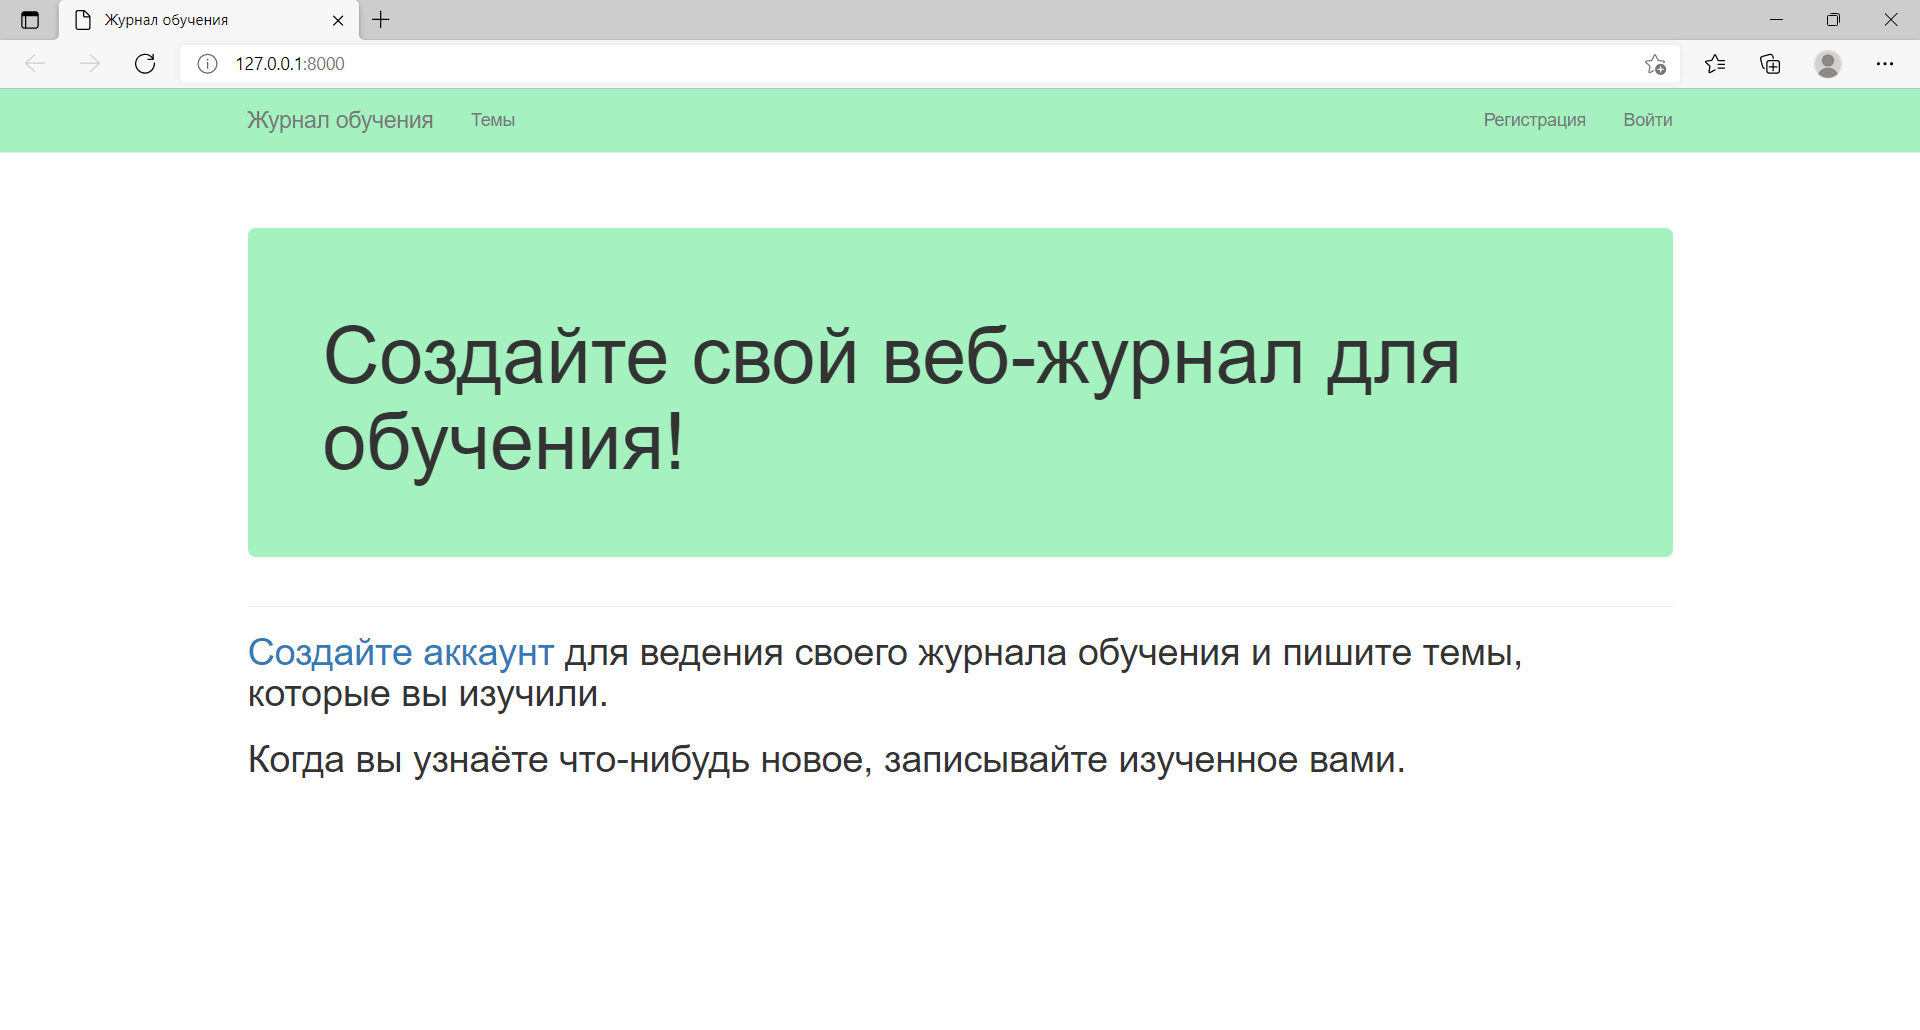 Журнал обучения
127.0.0.1:8000
Журнал обучения Темы Регистрация Войти
Создайте свой веб-журнал для
обучения!
Создайте аккаунт для ведения своего журнала обучения и пишите темы,
которые вы изучили.
Когда вы узнаёте что-нибудь новое, записывайте изученное вами.